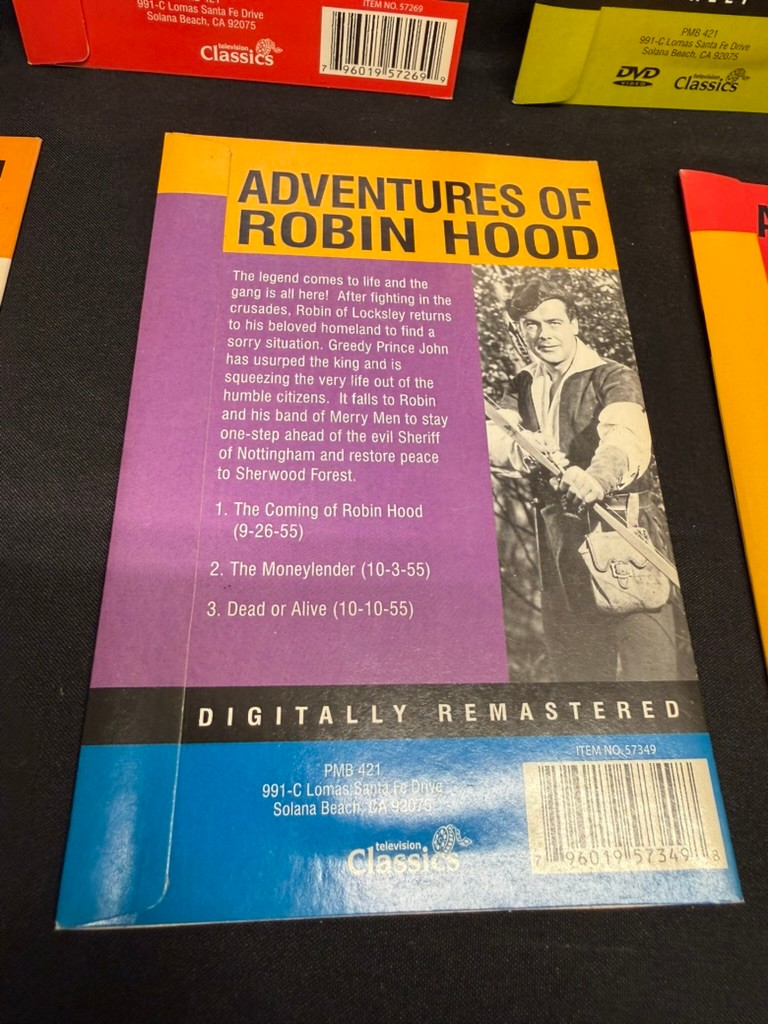 991-C Lomas Santa Fe Drive
Solana Beach, CA 92075
television
Classics
ITEM NO. 57269
7 96019 57269 9
PMB 421
991-C Lomas Santa Fe Drive
Solana Beach, CA 92075
DVD
VIDEO
television
Classics
ADVENTURES OF
ROBIN HOOD
The legend comes to life and the
gang is all here! After fighting in the
crusades, Robin of Locksley returns
to his beloved homeland to find a
sorry situation. Greedy Prince John
has usurped the king and is
squeezing the very life out of the
humble citizens. It falls to Robin
and his band of Merry Men to stay
one-step ahead of the evil Sheriff
of Nottingham and restore peace
to Sherwood Forest.
1. The Coming of Robin Hood
(9-26-55)
2. The Moneylender (10-3-55)
3. Dead or Alive (10-10-55)
DIGITALLY REMASTERED
PMB 421
991-C Lomas Santa Fe Drive
Solana Beach, CA 92075
television
Classics
ITEM NO. 57349
7 96019 57349 8